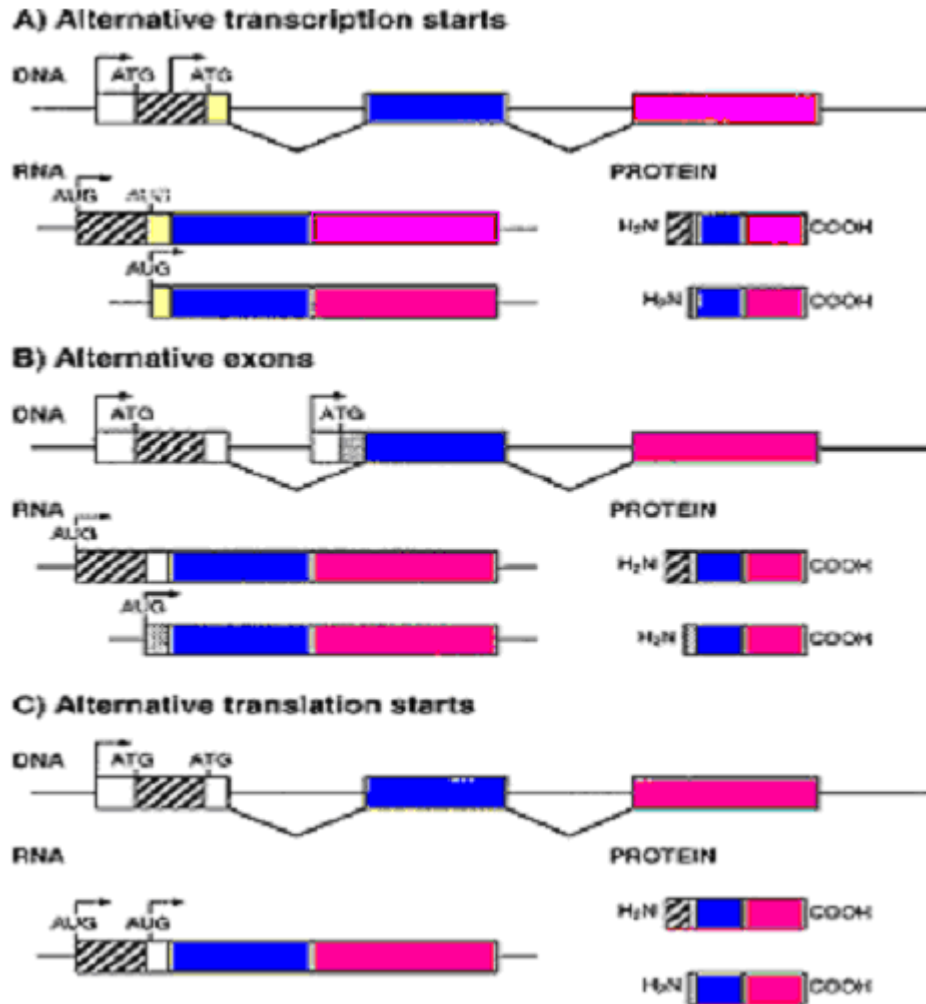 A) Alternative transcription starts
DNA ATG ATG
RNA PROTEIN
AUG AUG
H₂N COOH
AUG
H₂N COOH
B) Alternative exons
DNA ATG ATG
RNA PROTEIN
AUG
H₂N COOH
AUG
H₂N COOH
C) Alternative translation starts
DNA ATG ATG
RNA PROTEIN
AUG AUG H₂N COOH
H₂N COOH